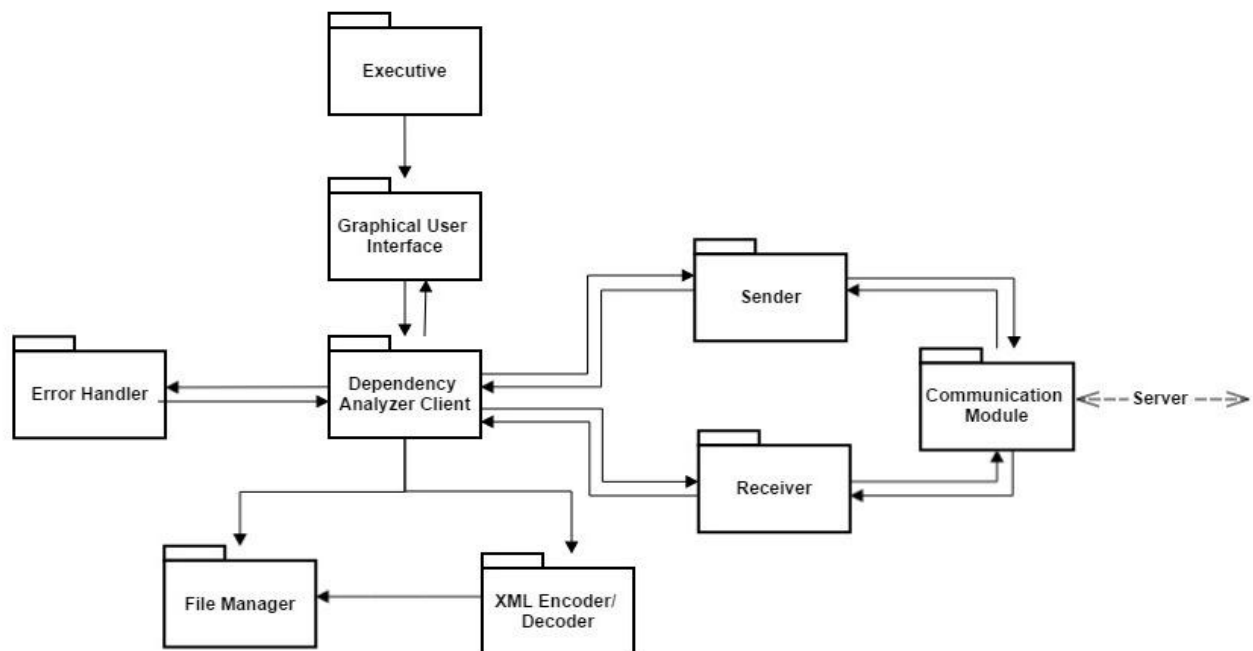 Executive
Graphical User
Interface
Sender
Error Handler
Dependency
Analyzer Client
Communication
Module
Server
Receiver
File Manager
XML Encoder/
Decoder